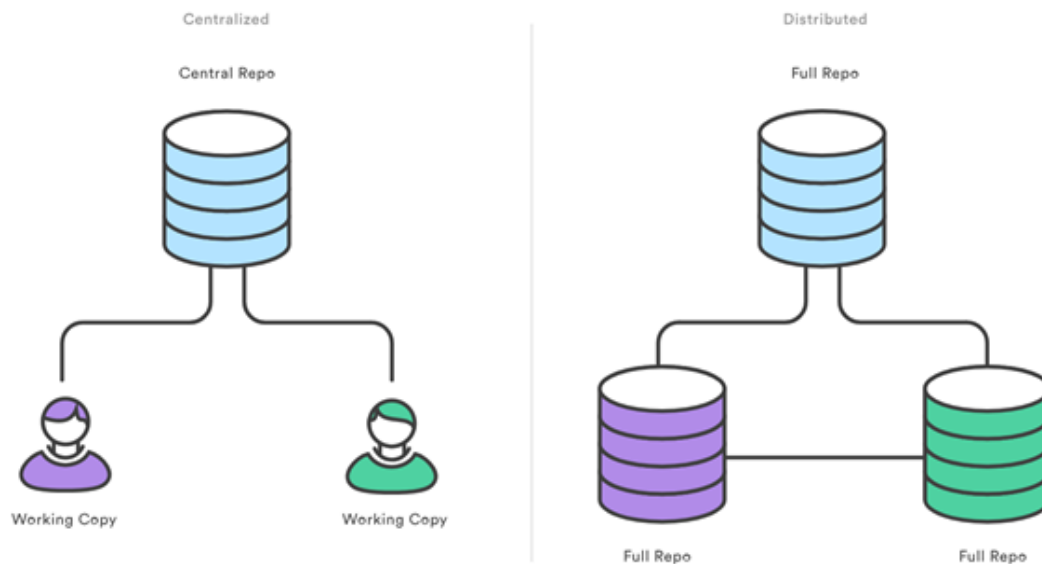 Centralized
Central Repo
Working Copy
Working Copy
Distributed
Full Repo
Full Repo
Full Repo